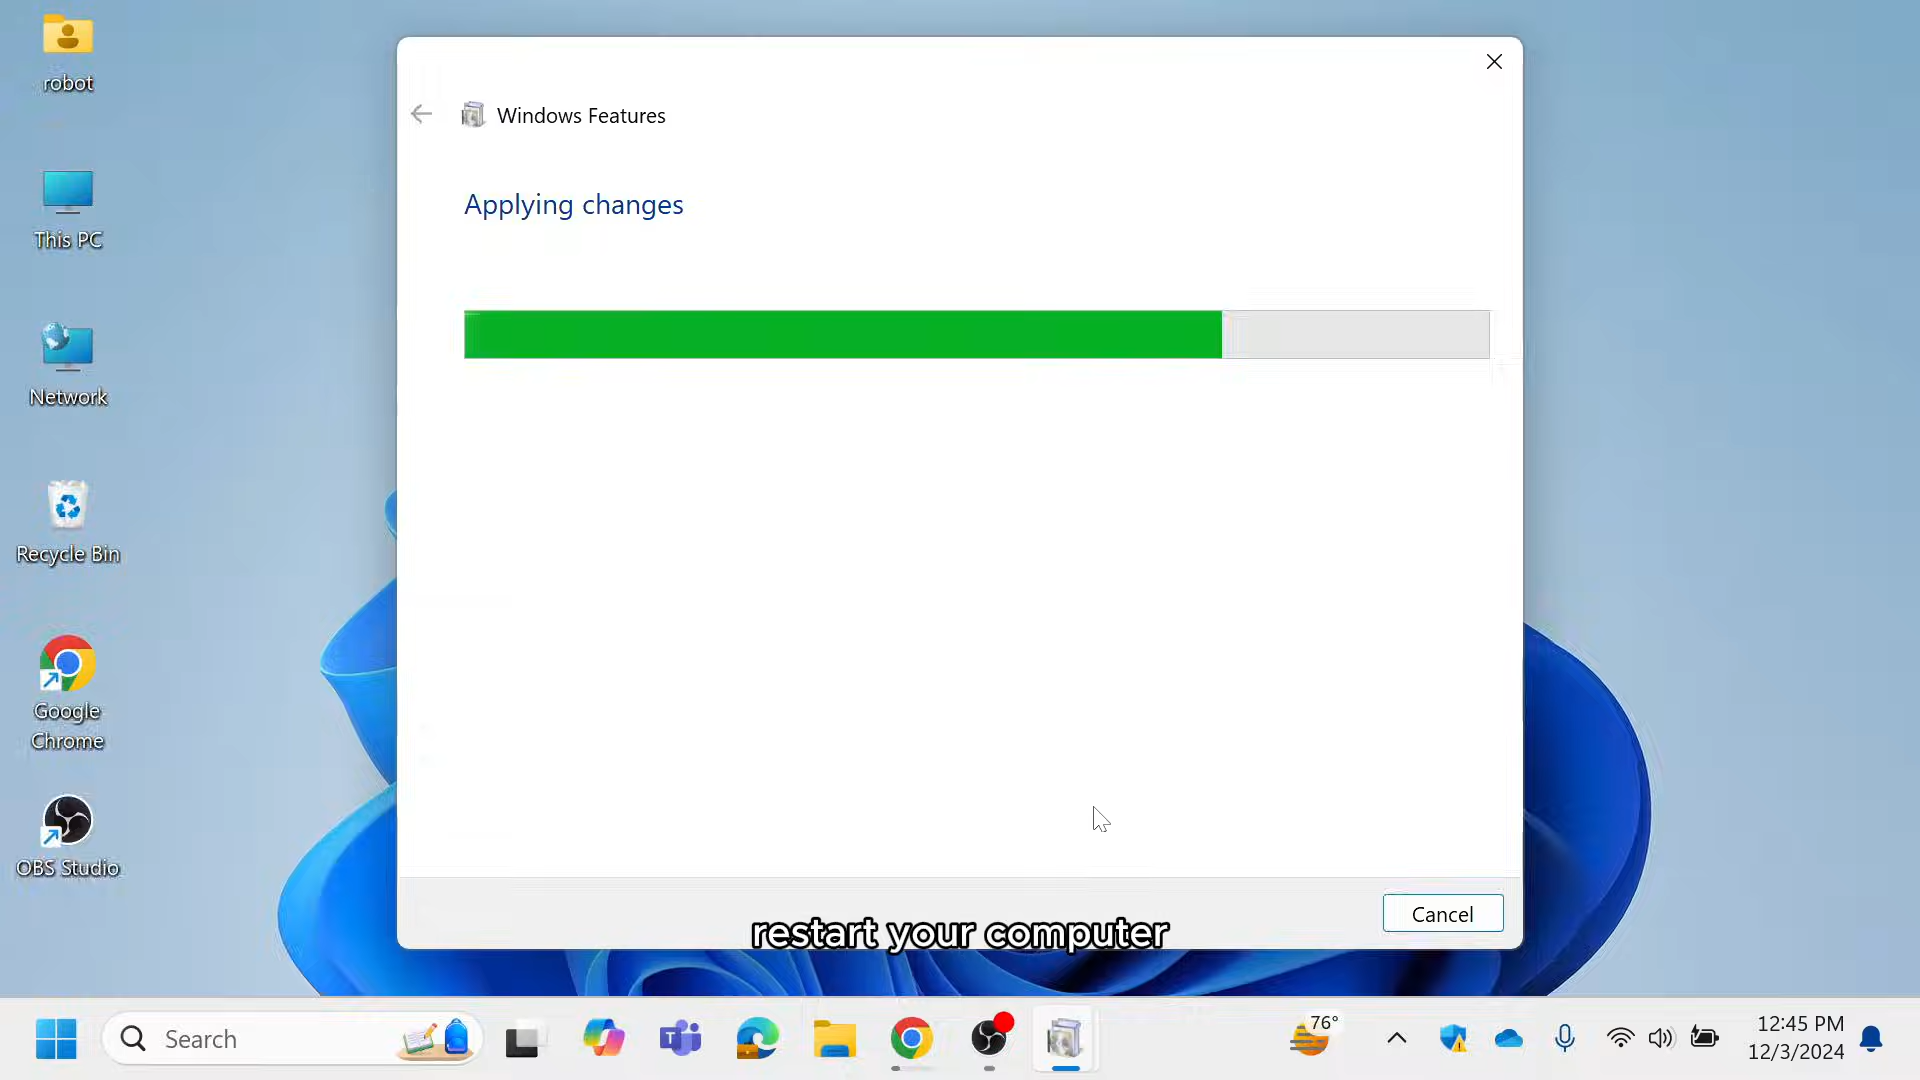 robot
This PC
Network
Recycle Bin
Google
Chrome
OBS Studio
Windows Features
Applying changes
Cancel
restart your computer
Search
76°
12:45 PM
12/3/2024